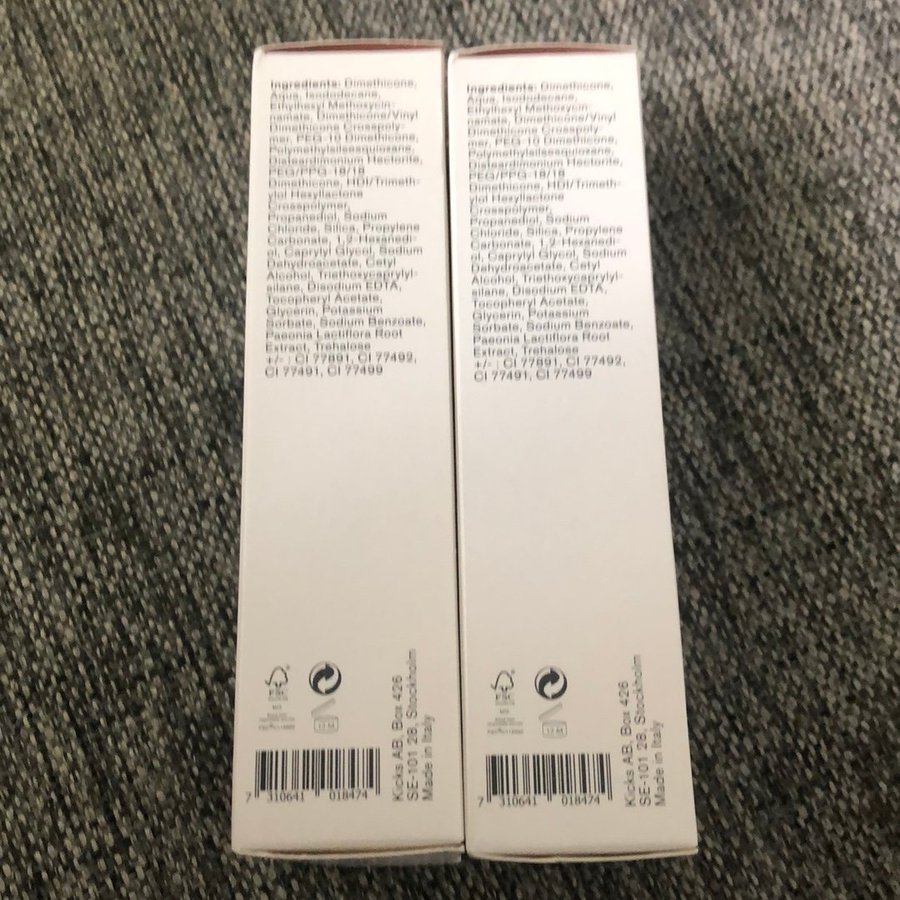 Ingredients: Dimethicone,
Aqua, Isododecane,
Ethylhexyl Methoxycin-
namate, Dimethicone/Vinyl
Dimethicone Crosspoly-
mer, PEG-10 Dimethicone,
Polymethylsilsesquioxane,
Disteardimonium Hectorite,
PEG/PPG-18/18
Dimethicone, HDI/Trimeth-
ylol Hexyllactone
Crosspolymer,
Propanediol, Sodium
Chloride, Silica, Propylene
Carbonate, 1,2-Hexanedi-
ol, Caprylyl Glycol, Sodium
Dehydroacetate, Cetyl
Alcohol, Triethoxycaprylyl-
silane, Disodium EDTA,
Tocopheryl Acetate,
Glycerin, Potassium
Sorbate, Sodium Benzoate,
Paeonia Lactiflora Root
Extract, Trehalose
+/- : CI 77891, CI 77492,
CI 77491, CI 77499
Kicks AB, Box 426
SE-101 28, Stockholm
Made in Italy
7 310641 018474
Ingredients: Dimethicone,
Aqua, Isododecane,
Ethylhexyl Methoxycin-
namate, Dimethicone/Vinyl
Dimethicone Crosspoly-
mer, PEG-10 Dimethicone,
Polymethylsilsesquioxane,
Disteardimonium Hectorite,
PEG/PPG-18/18
Dimethicone, HDI/Trimeth-
ylol Hexyllactone
Crosspolymer,
Propanediol, Sodium
Chloride, Silica, Propylene
Carbonate, 1,2-Hexanedi-
ol, Caprylyl Glycol, Sodium
Dehydroacetate, Cetyl
Alcohol, Triethoxycaprylyl-
silane, Disodium EDTA,
Tocopheryl Acetate,
Glycerin, Potassium
Sorbate, Sodium Benzoate,
Paeonia Lactiflora Root
Extract, Trehalose
+/- : CI 77891, CI 77492,
CI 77491, CI 77499
Kicks AB, Box 426
SE-101 28, Stockholm
Made in Italy
7 310641 018474